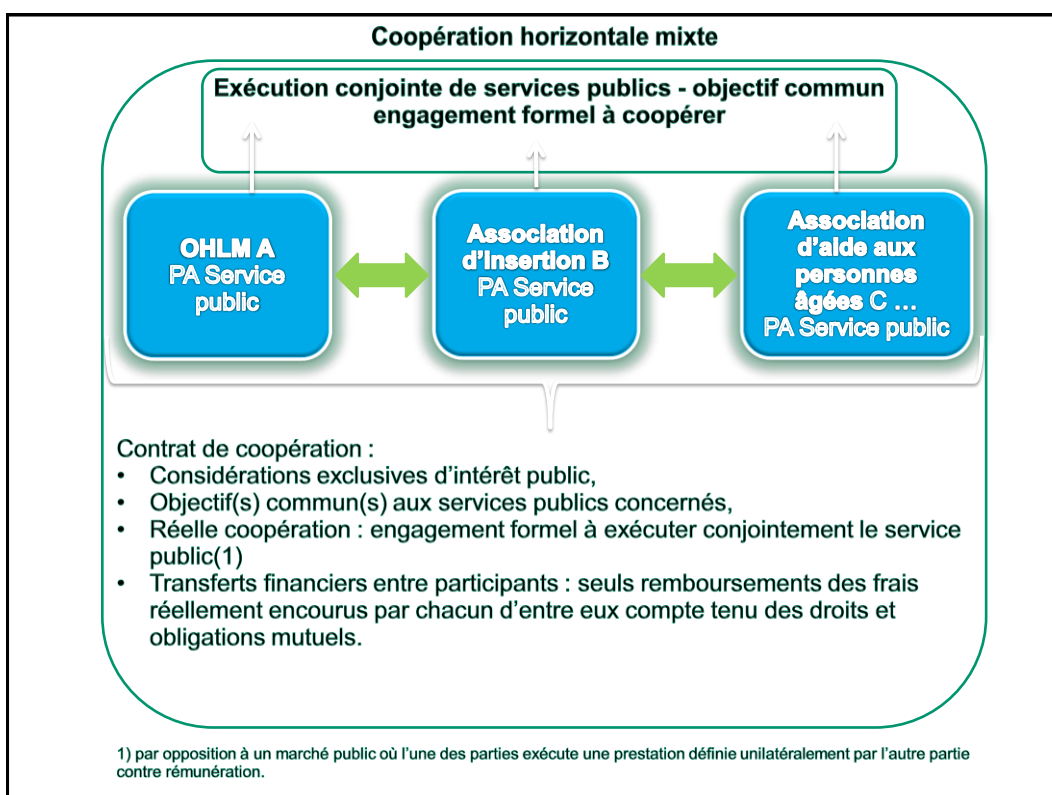 Coopération horizontale mixte
Exécution conjointe de services publics - objectif commun
engagement formel à coopérer
OHLM A
PA Service
public
Association
d'insertion B
PA Service
public
Association
d'aide aux
personnes
âgées C ...
PA Service public
Contrat de coopération :
• Considérations exclusives d'intérêt public,
• Objectif(s) commun(s) aux services publics concernés,
• Réelle coopération : engagement formel à exécuter conjointement le service
public(1)
• Transferts financiers entre participants : seuls remboursements des frais
réellement encourus par chacun d'entre eux compte tenu des droits et
obligations mutuels.
1) par opposition à un marché public où l'une des parties exécute une prestation définie unilatéralement par l'autre partie
contre rémunération.